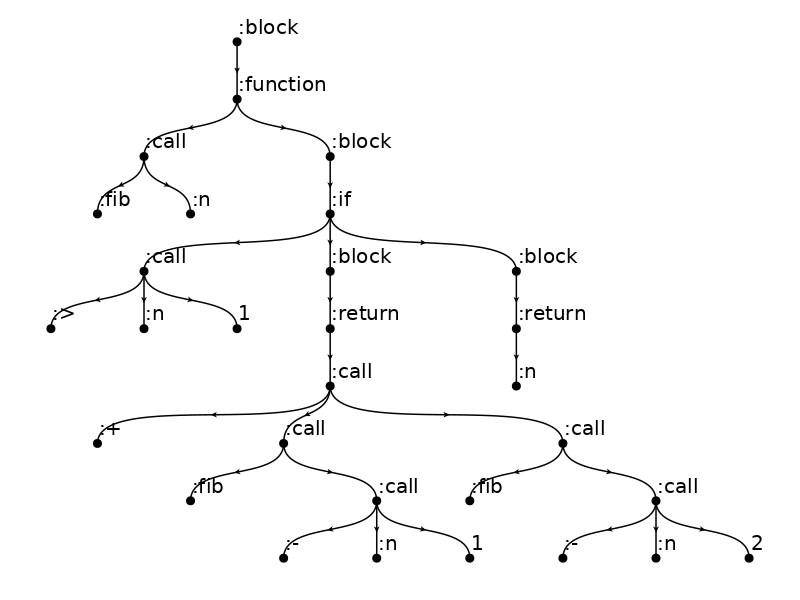 :block
:function
:call :block
:fib :n :if
:call :block :block
:> :n 1 :return :return
:call :n
:+ :call :call
:fib :call :fib :call
:- :n 1 :- :n 2